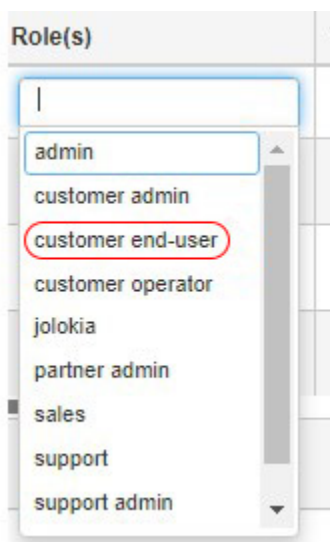 Role(s)
admin
customer admin
customer end-user
customer operator
jolokia
partner admin
sales
support
support admin